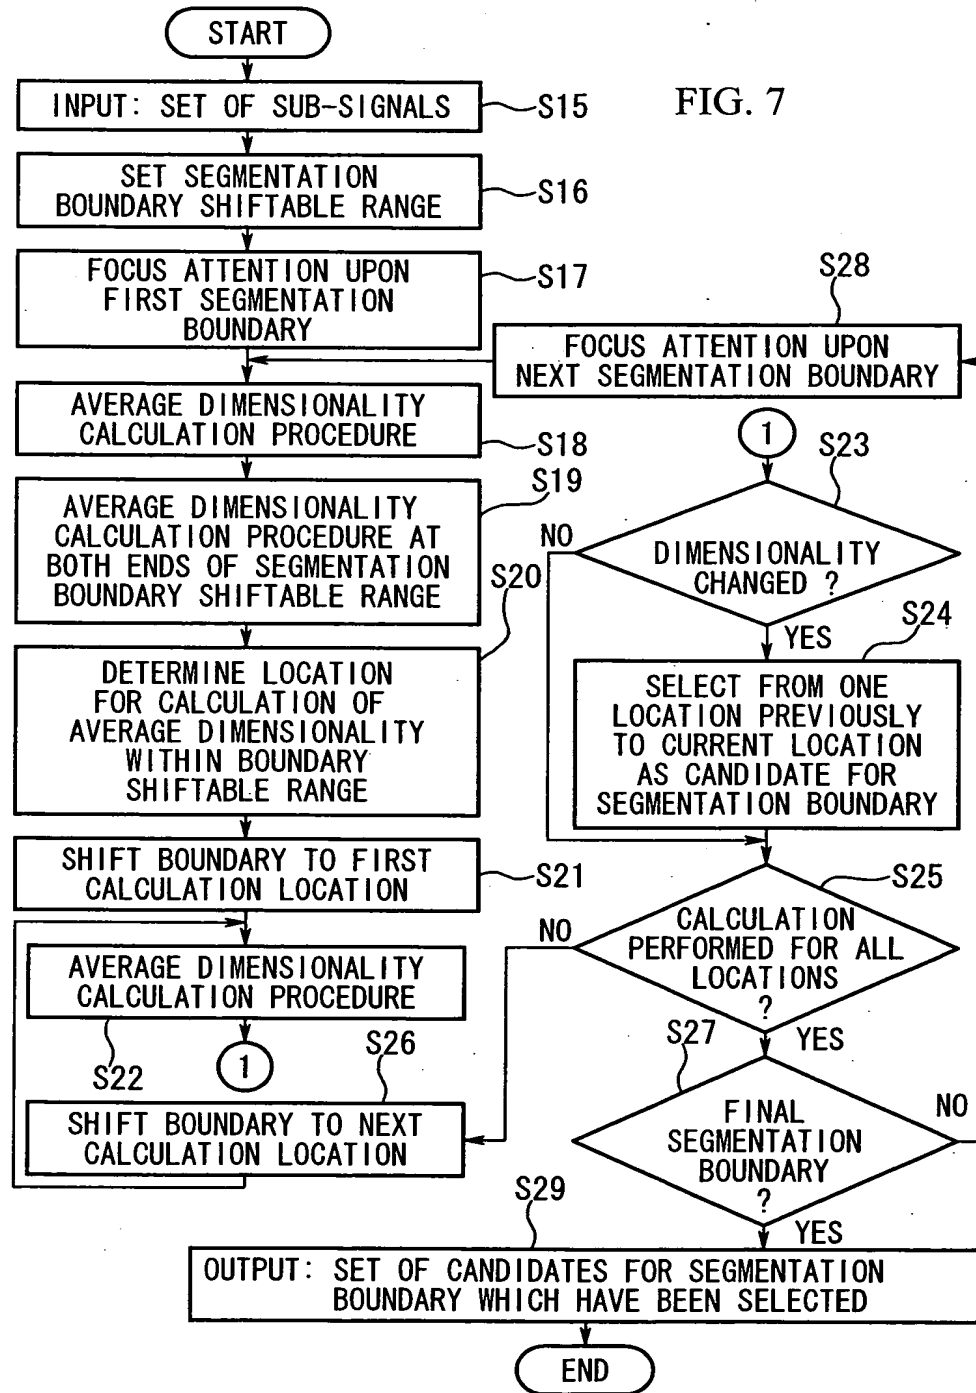 START
INPUT: SET OF SUB-SIGNALS
S15
FIG. 7
SET SEGMENTATION
BOUNDARY SHIFTABLE RANGE
S16
FOCUS ATTENTION UPON
FIRST SEGMENTATION
BOUNDARY
S17
AVERAGE DIMENSIONALITY
CALCULATION PROCEDURE
S18
S19
AVERAGE DIMENSIONALITY
CALCULATION PROCEDURE AT
BOTH ENDS OF SEGMENTATION
BOUNDARY SHIFTABLE RANGE
S20
DETERMINE LOCATION
FOR CALCULATION OF
AVERAGE DIMENSIONALITY
WITHIN BOUNDARY
SHIFTABLE RANGE
SHIFT BOUNDARY TO FIRST
CALCULATION LOCATION
S21
AVERAGE DIMENSIONALITY
CALCULATION PROCEDURE
S22
1
S26
SHIFT BOUNDARY TO NEXT
CALCULATION LOCATION
S28
FOCUS ATTENTION UPON
NEXT SEGMENTATION BOUNDARY
1
S23
NO
DIMENSIONALITY
CHANGED ?
YES
S24
SELECT FROM ONE
LOCATION PREVIOUSLY
TO CURRENT LOCATION
AS CANDIDATE FOR
SEGMENTATION BOUNDARY
S25
NO
CALCULATION
PERFORMED FOR ALL
LOCATIONS
?
YES
S27
NO
FINAL
SEGMENTATION
BOUNDARY
?
YES
S29
OUTPUT: SET OF CANDIDATES FOR SEGMENTATION
BOUNDARY WHICH HAVE BEEN SELECTED
END